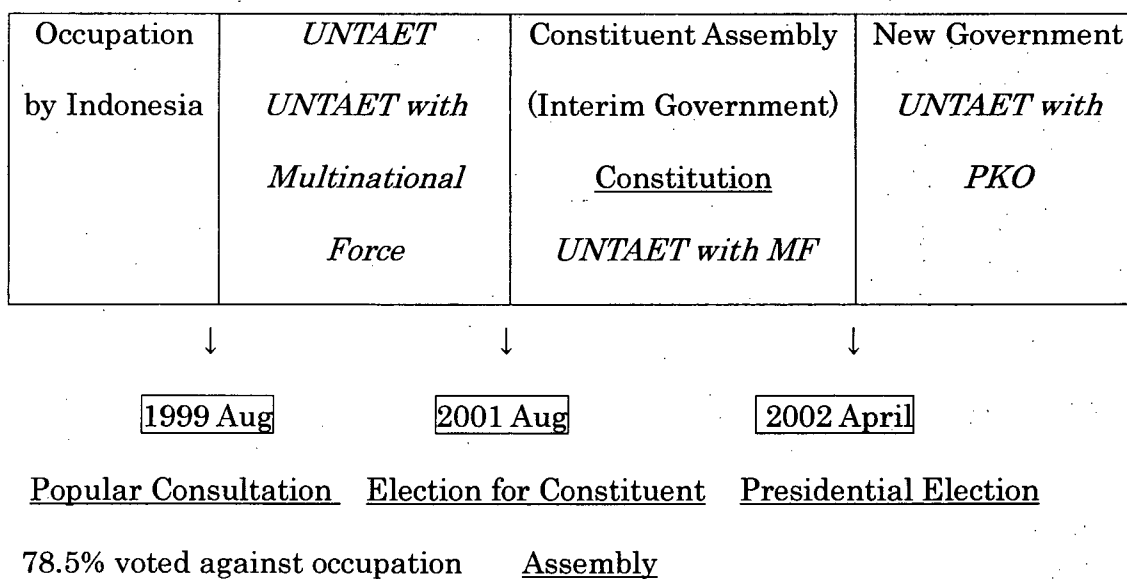 Occupation
by Indonesia
UNTAET
UNTAET with
Multinational
Force
Constituent Assembly
(Interim Government)
Constitution
UNTAET with MF
New Government
UNTAET with
PKO
↓ ↓ ↓
1999 Aug 2001 Aug 2002 April
Popular Consultation Election for Constituent Presidential Election
78.5% voted against occupation Assembly